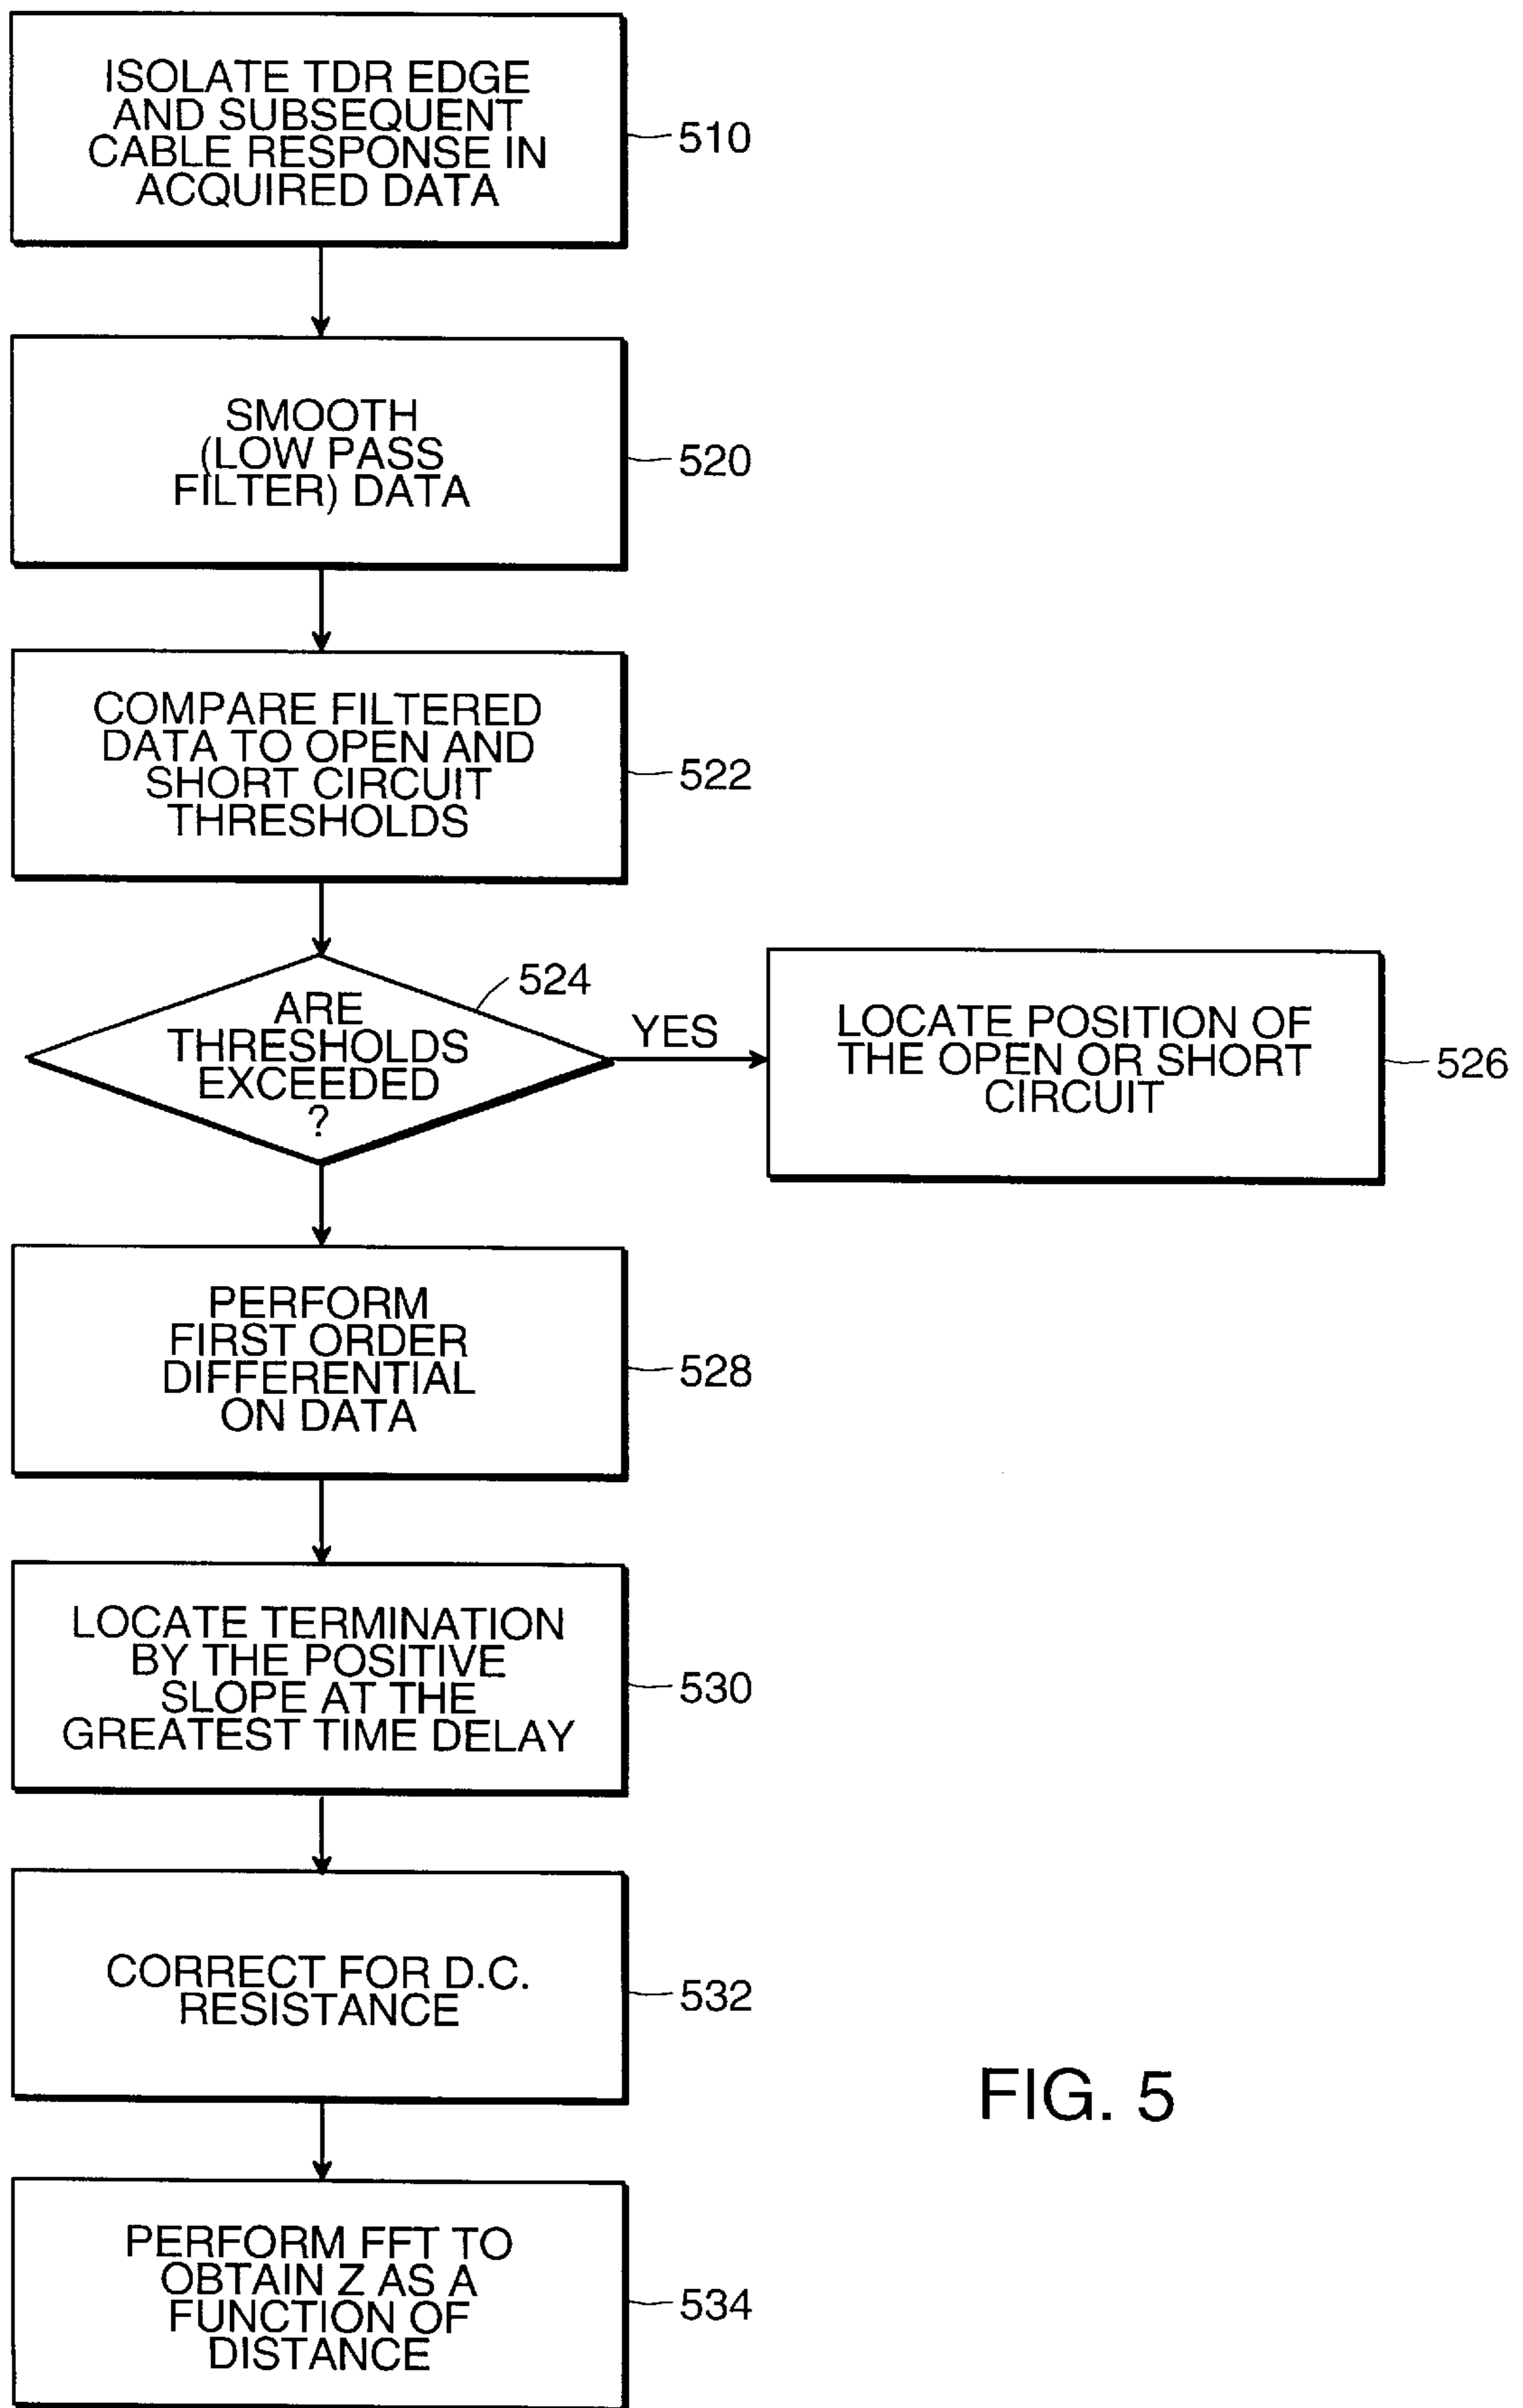 ISOLATE TDR EDGE
AND SUBSEQUENT
CABLE RESPONSE IN
ACQUIRED DATA
510
SMOOTH
(LOW PASS
FILTER) DATA
520
COMPARE FILTERED
DATA TO OPEN AND
SHORT CIRCUIT
THRESHOLDS
522
524
ARE
THRESHOLDS
EXCEEDED
?
YES
LOCATE POSITION OF
THE OPEN OR SHORT
CIRCUIT
526
PERFORM
FIRST ORDER
DIFFERENTIAL
ON DATA
528
LOCATE TERMINATION
BY THE POSITIVE
SLOPE AT THE
GREATEST TIME DELAY
530
CORRECT FOR D.C.
RESISTANCE
532
FIG. 5
PERFORM FFT TO
OBTAIN Z AS A
FUNCTION OF
DISTANCE
534